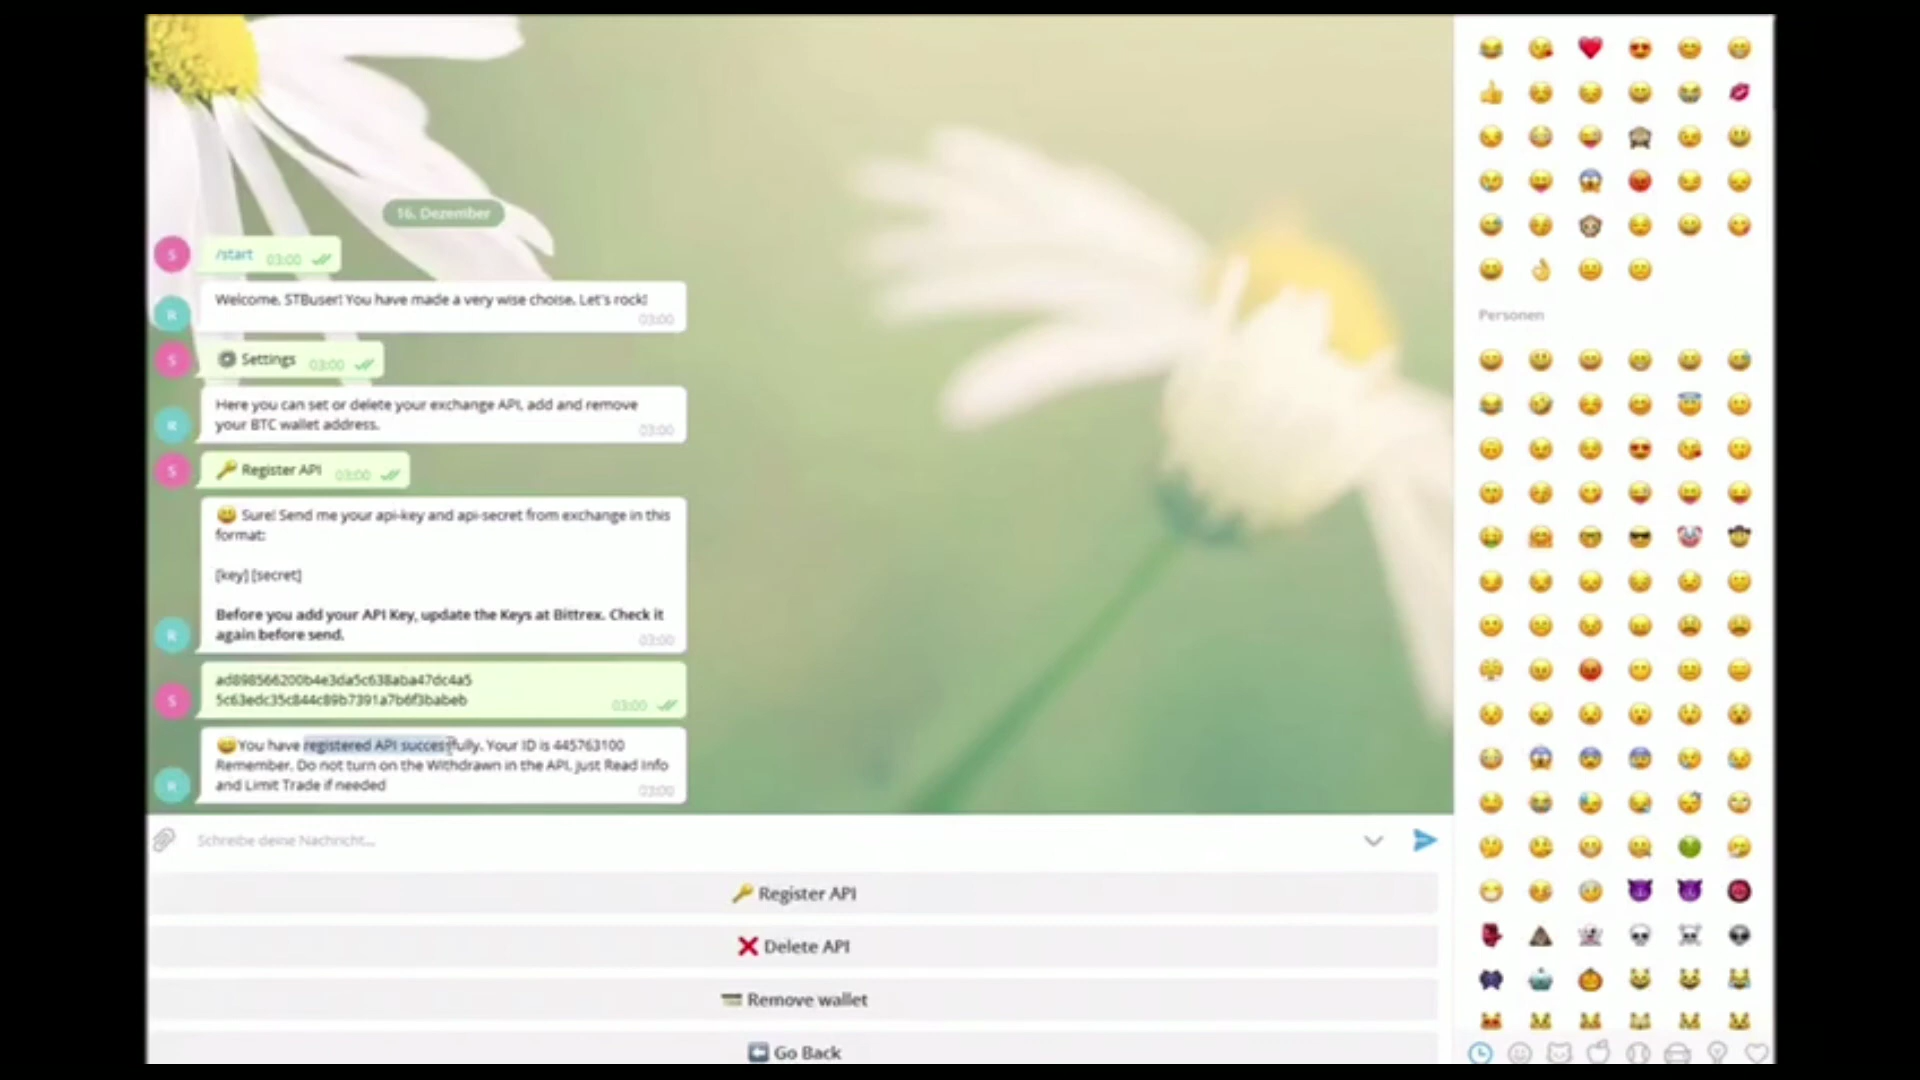 16. Dezember
S
/start 03:00
Welcome, STBuser! You have made a very wise choise. Let's rock!
03:00
R
S
Settings 03:00
Here you can set or delete your exchange API, add and remove
your BTC wallet address. 03:00
R
S
Register API 03:00
Sure! Send me your api-key and api-secret from exchange in this
format:
[key] [secret]
Before you add your API Key, update the Keys at Bittrex. Check it
again before send. 03:00
R
ad898566200b4e3da5c638aba47dc4a5
5c63edc35c844c89b7391a7b6f3babeb 03:00
S
You have registered API successfully. Your ID is 445763100
Remember. Do not turn on the Withdrawn in the API, just Read Info
and Limit Trade if needed 03:00
R
Schreibe deine Nachricht...
Register API
Delete API
Remove wallet
Go Back
Personen